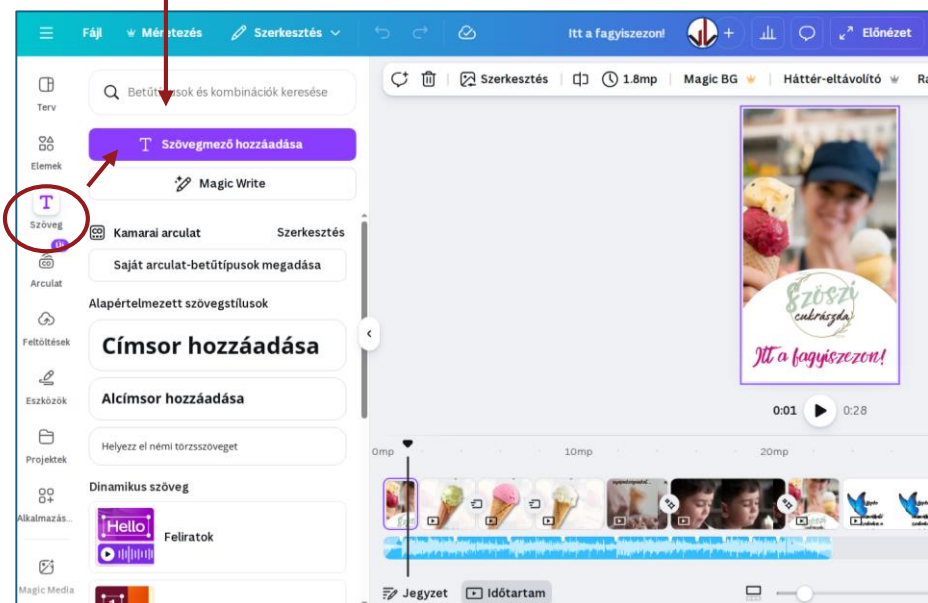 Fájl Méretezés Szerkesztés Itt a fagyiszezon! Előnézet
Terv
Elemek
Szöveg
Új
Arculat
Feltöltések
Eszközök
Projektek
Alkalmazás...
Magic Media
Betűtípusok és kombinációk keresése
Szövegmező hozzáadása
Magic Write
Kamarai arculat Szerkesztés
Saját arculat-betűtípusok megadása
Alapértelmezett szövegstílusok
Címsor hozzáadása
Alcímsor hozzáadása
Helyezz el némi törzsszöveget
Dinamikus szöveg
Hello
Feliratok
Szerkesztés 1.8mp Magic BG Háttér-eltávolító Ra
Szöszi
cukrászda
Itt a fagyiszezon!
0:01 0:28
0mp 10mp 20mp
Jegyzet Időtartam